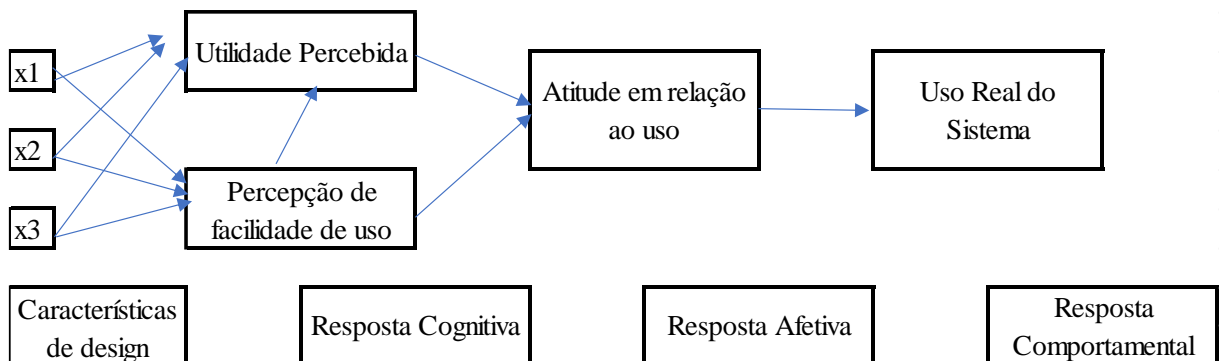 x1
x2
x3
Utilidade Percebida
Percepção de
facilidade de uso
Atitude em relação
ao uso
Uso Real do
Sistema
Características
de design
Resposta Cognitiva
Resposta Afetiva
Resposta
Comportamental